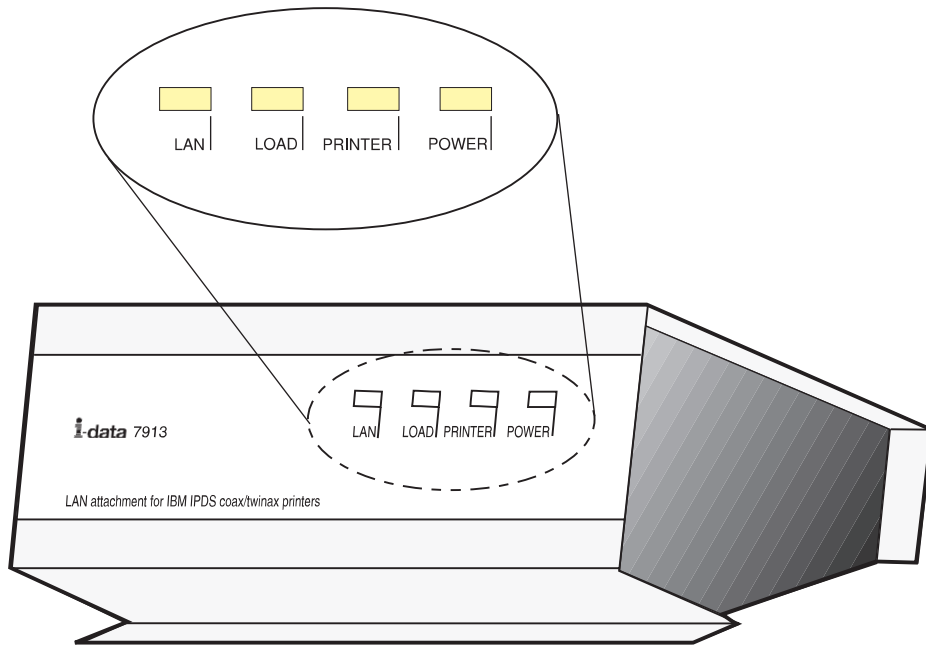 LAN LOAD PRINTER POWER
LAN LOAD PRINTER POWER
i-data 7913
LAN attachment for IBM IPDS coax/twinax printers